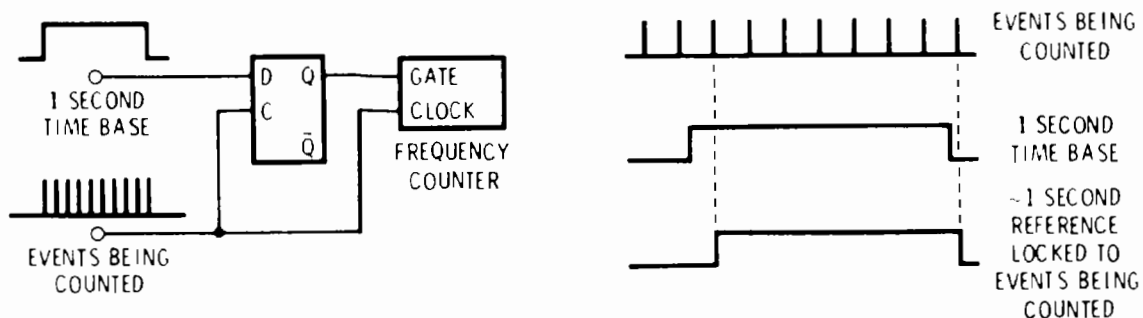 1 SECOND
TIME BASE
D Q
C
Q̄
GATE
CLOCK
FREQUENCY
COUNTER
EVENTS BEING
COUNTED
EVENTS BEING
COUNTED
1 SECOND
TIME BASE
~1 SECOND
REFERENCE
LOCKED TO
EVENTS BEING
COUNTED